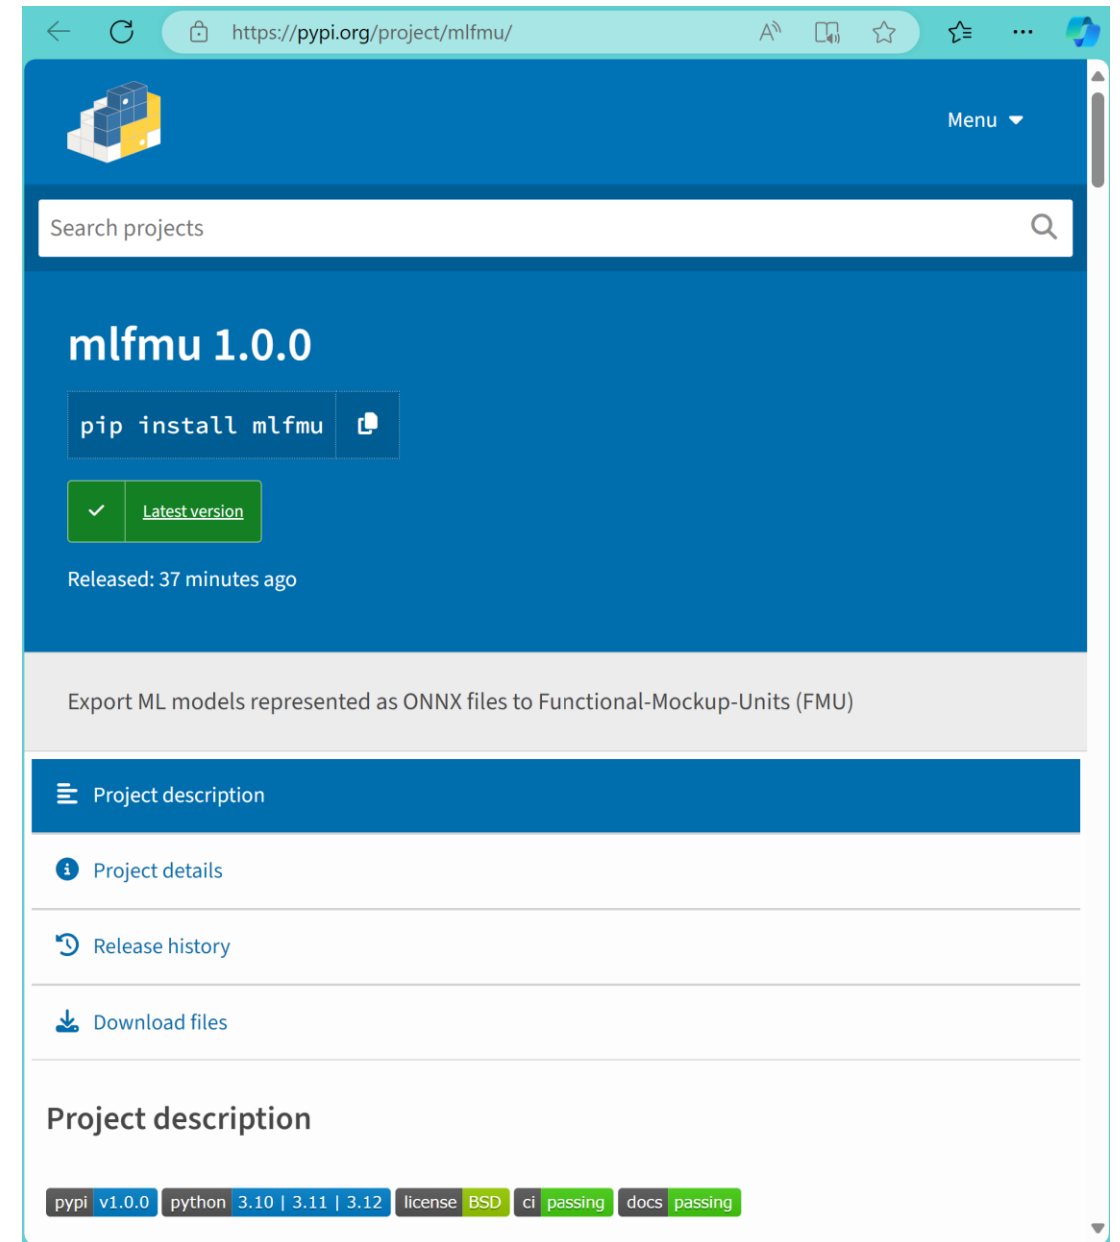 https://pypi.org/project/mlfmu/
Menu
Search projects
mlfmu 1.0.0
pip install mlfmu
Latest version
Released: 37 minutes ago
Export ML models represented as ONNX files to Functional-Mockup-Units (FMU)
Project description
Project details
Release history
Download files
Project description
pypi v1.0.0 python 3.10 | 3.11 | 3.12 license BSD ci passing docs passing